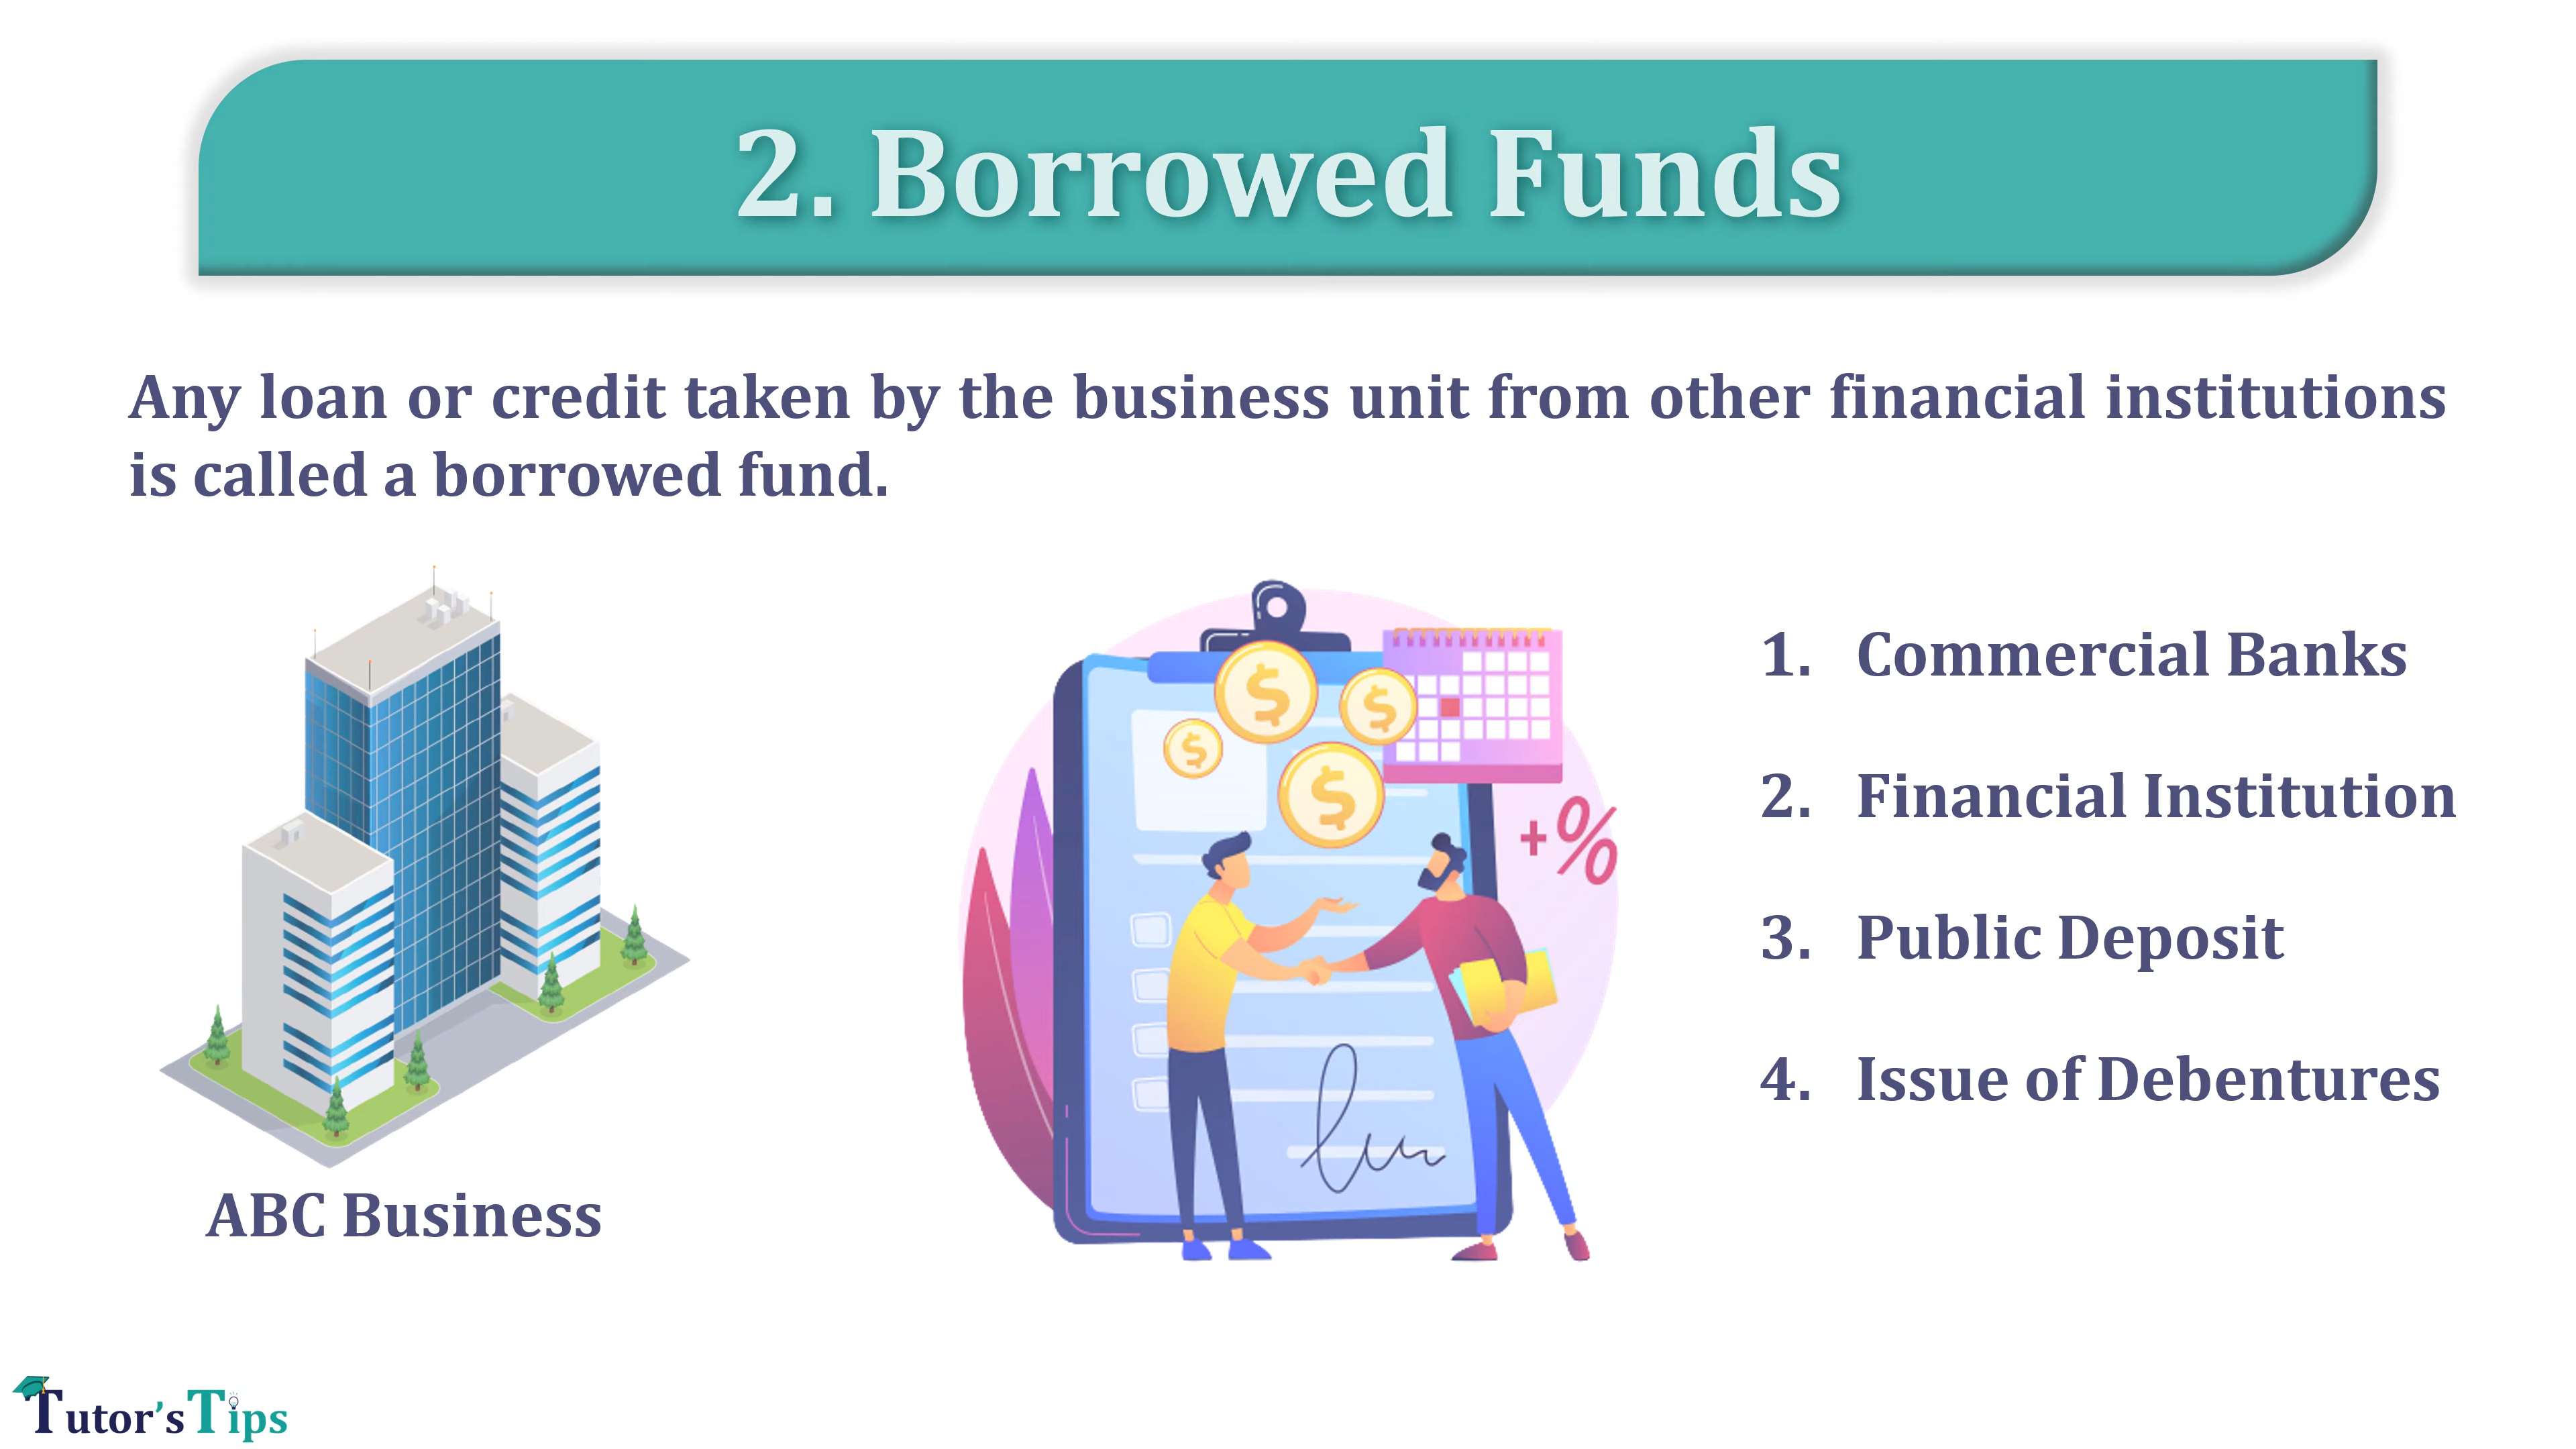 2. Borrowed Funds
Any loan or credit taken by the business unit from other financial institutions
is called a borrowed fund.
$
$
$
$
+%
1. Commercial Banks
2. Financial Institution
3. Public Deposit
4. Issue of Debentures
ABC Business
Tutor'sTips